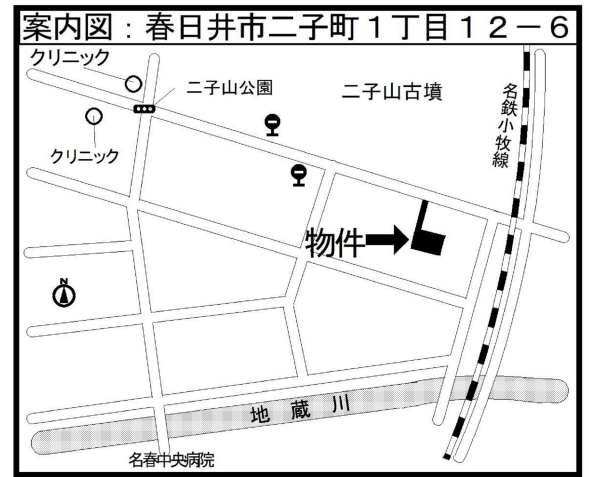 案内図：春日井市二子町１丁目１２－６
クリニック
二子山公園
二子山古墳
名鉄小牧線
クリニック
物件
N
地蔵川
名春中央病院